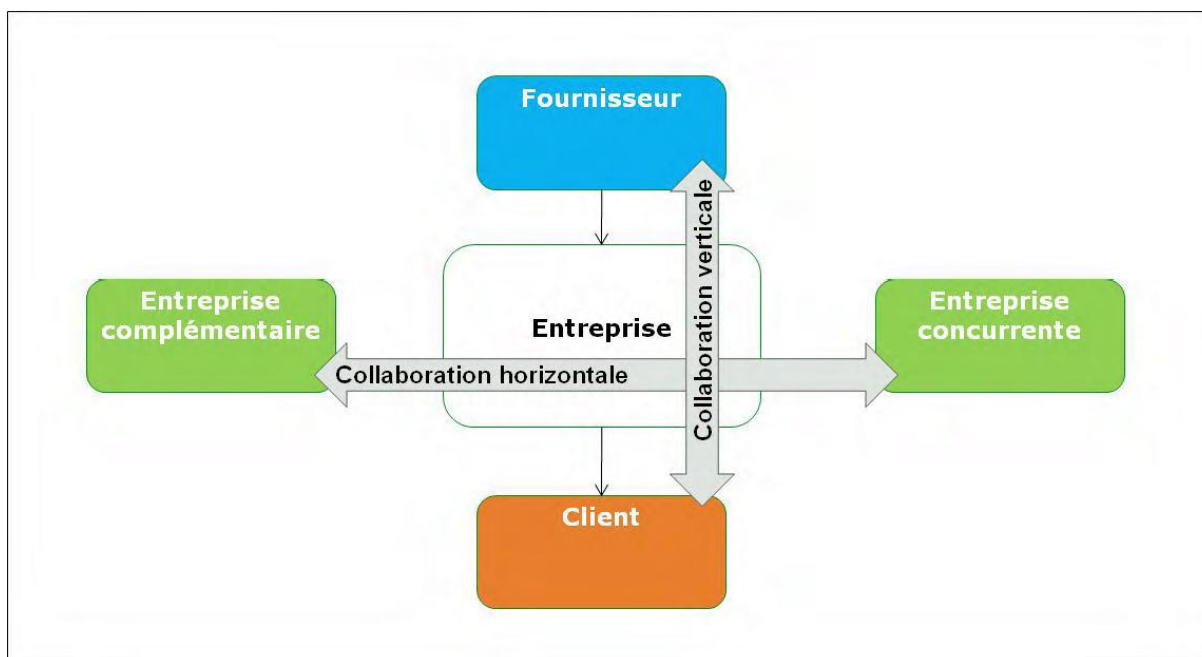 Fournisseur
Collaboration verticale
Entreprise
complémentaire
Entreprise
Entreprise
concurrente
Collaboration horizontale
Client